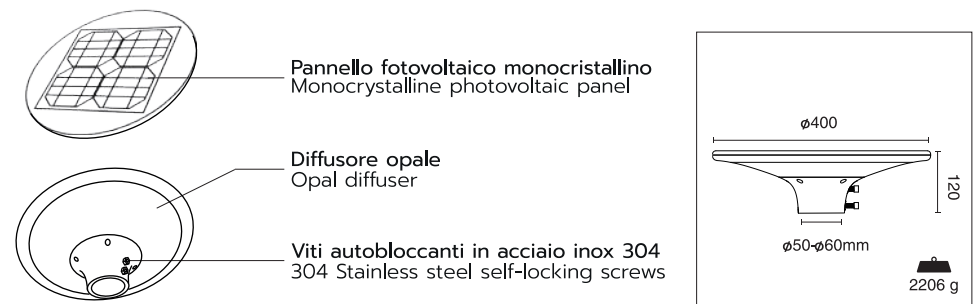 Pannello fotovoltaico monocristallino
Monocrystalline photovoltaic panel
Diffusore opale
Opal diffuser
Viti autobloccanti in acciaio inox 304
304 Stainless steel self-locking screws
ø400
120
ø50-ø60mm
2206 g